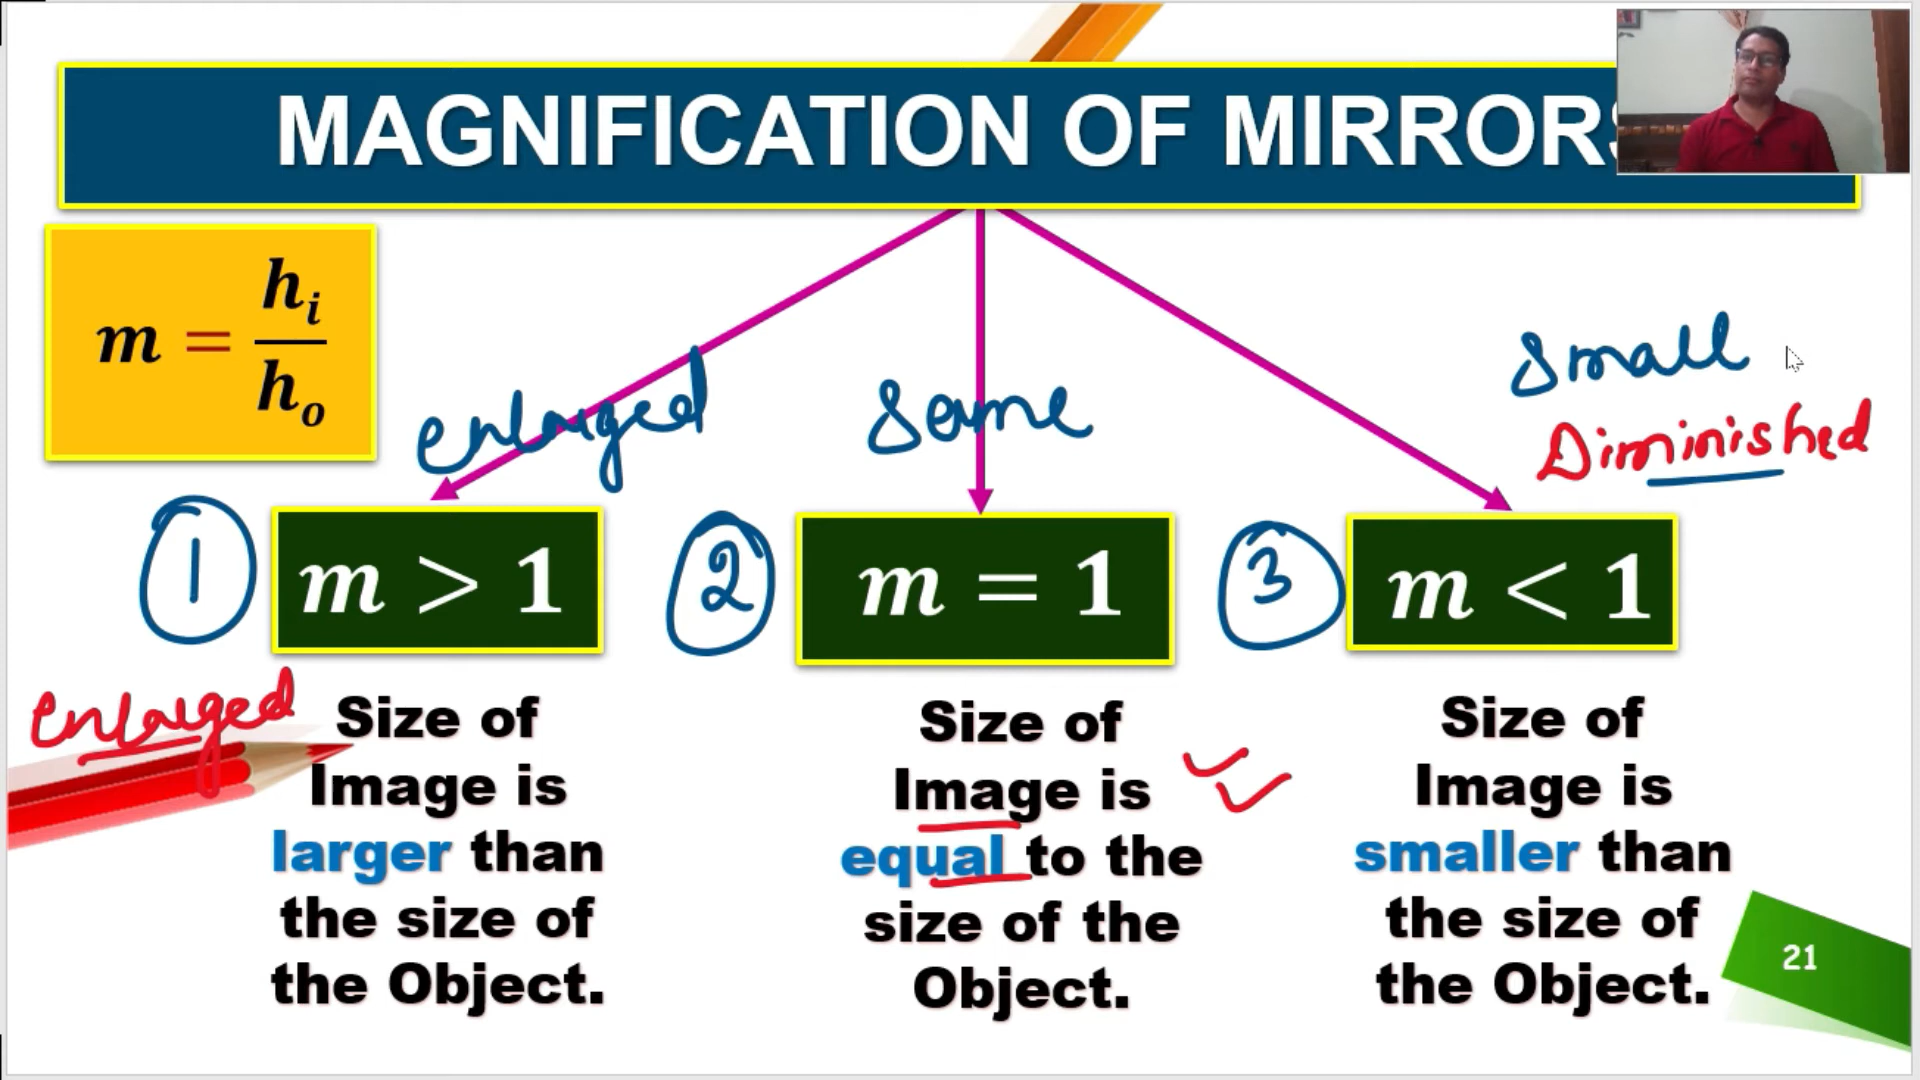 MAGNIFICATION OF MIRRORS
m = hi/ho
enlarged
Same
Small
Diminished
1
m > 1
2
m = 1
3
m < 1
enlarged
Size of
Image is
larger than
the size of
the Object.
Size of
Image is
equal to the
size of the
Object.
Size of
Image is
smaller than
the size of
the Object.
21